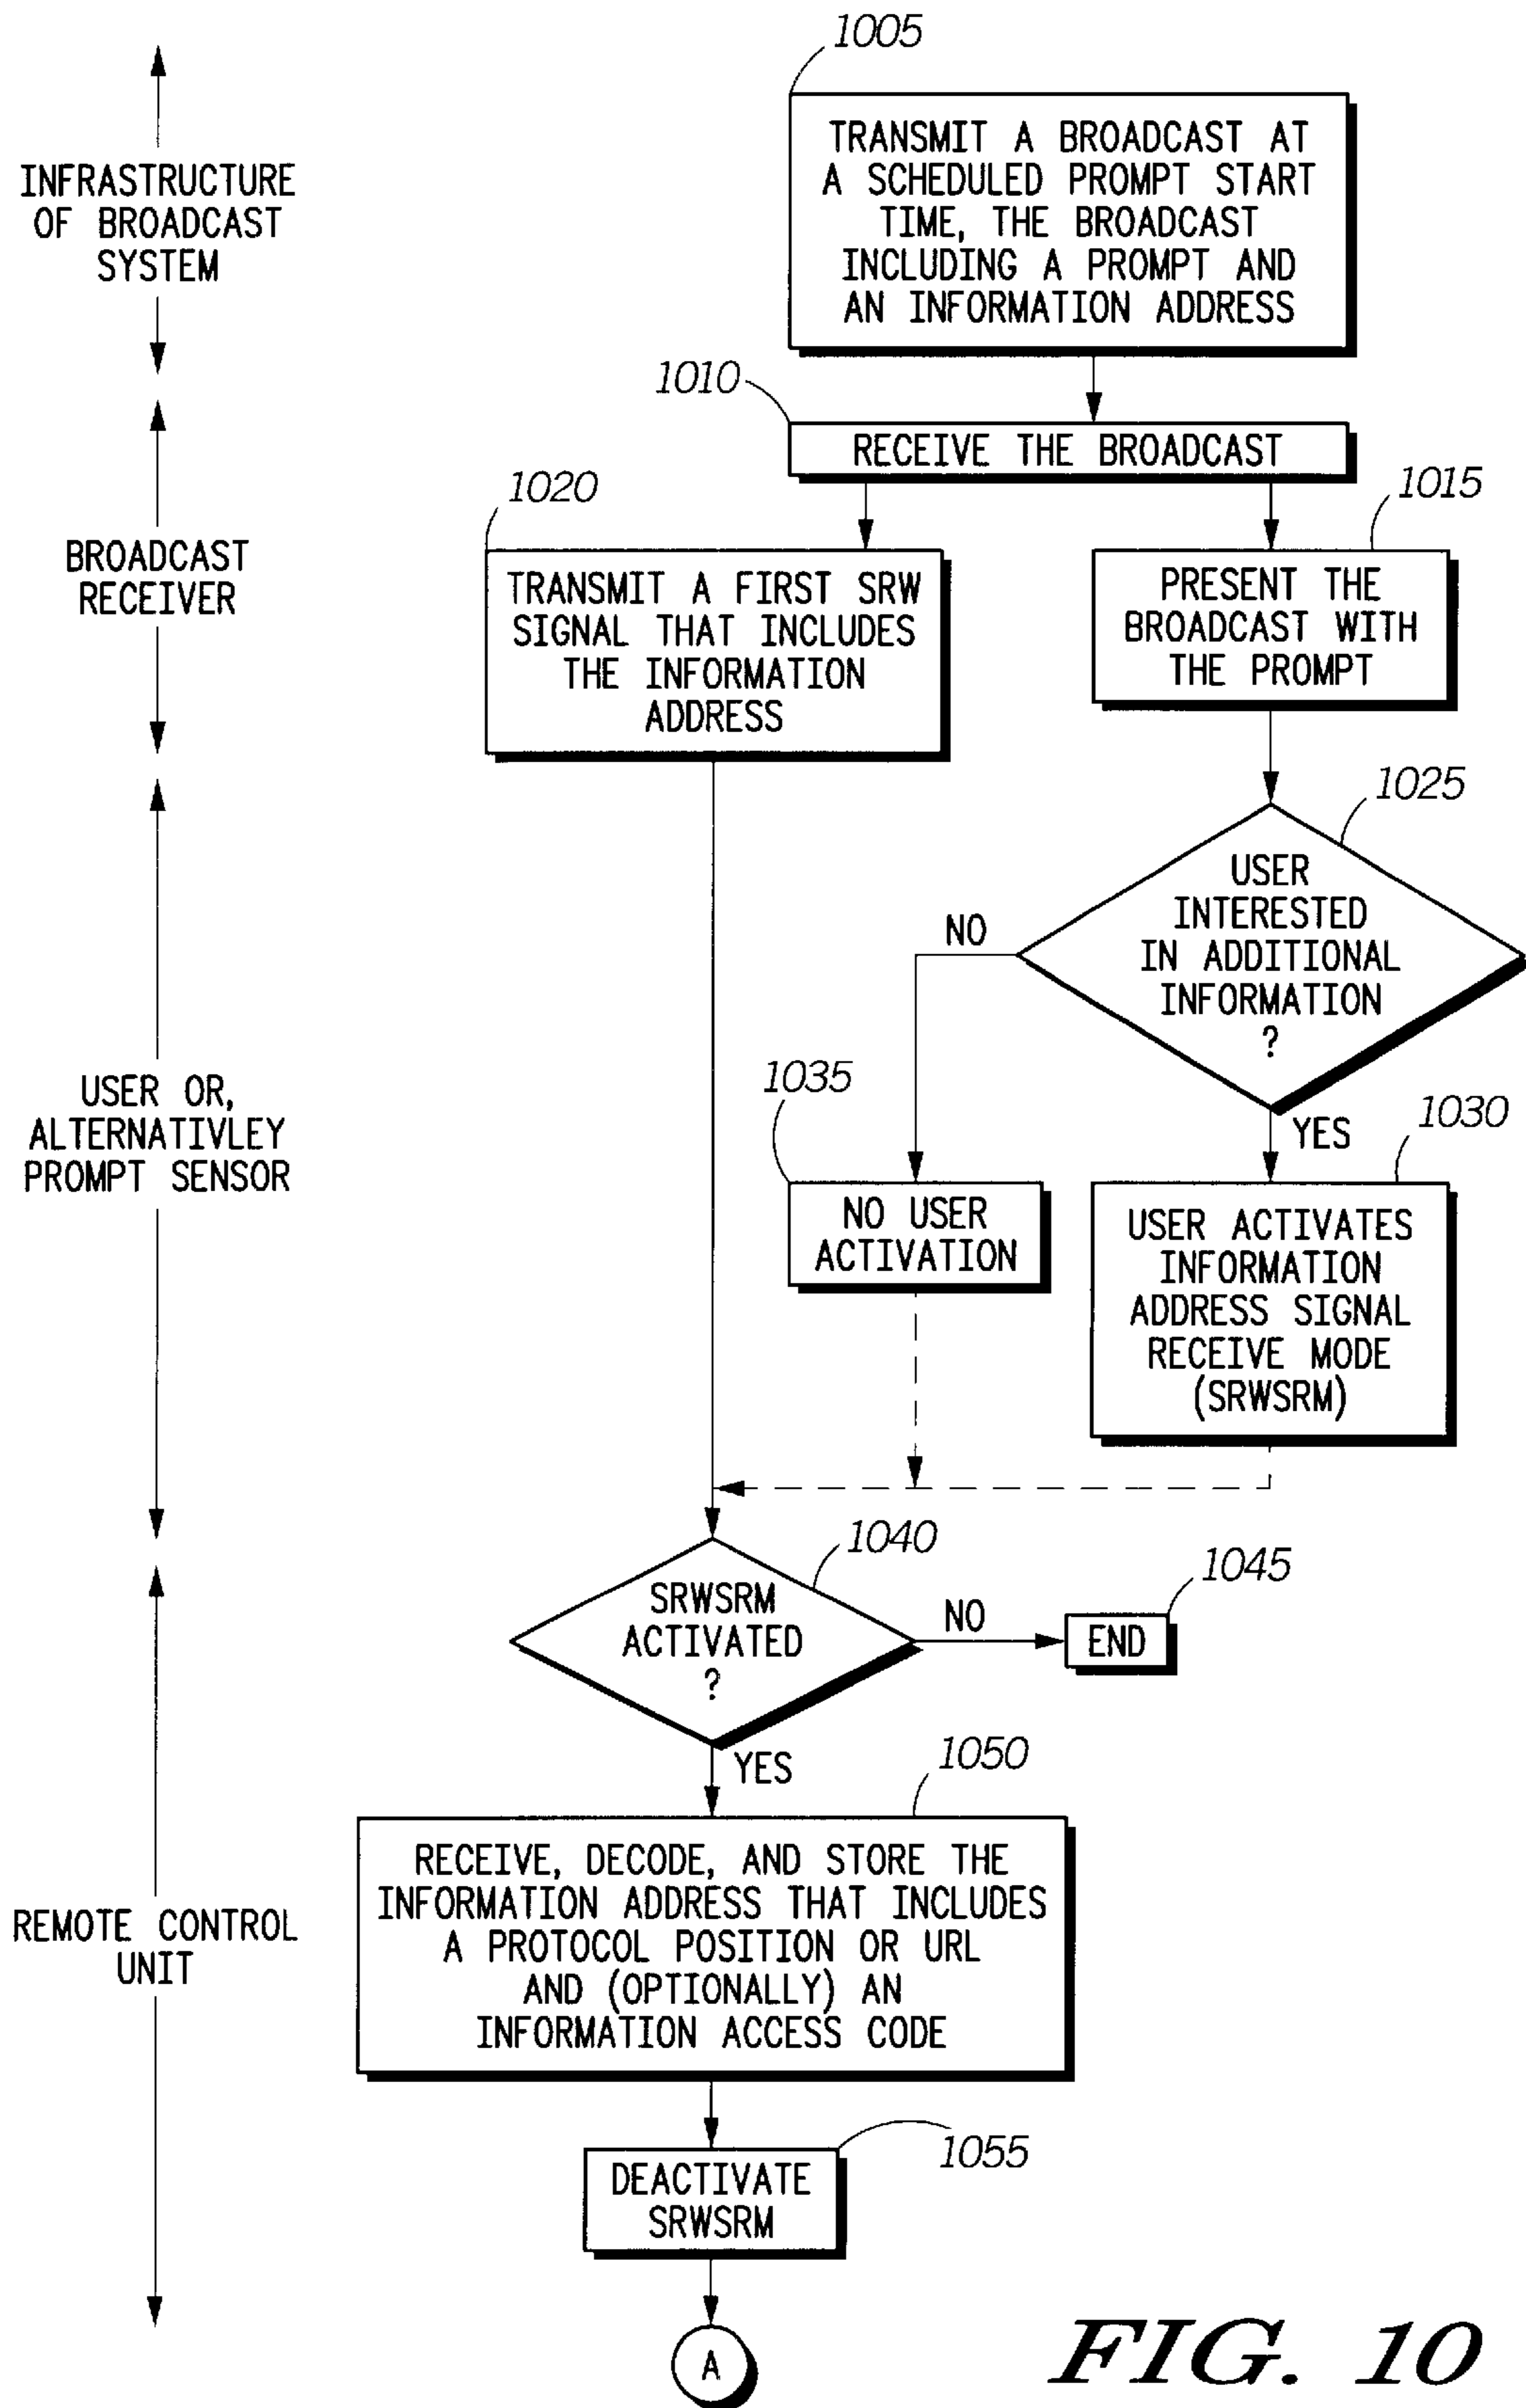 1005
TRANSMIT A BROADCAST AT
A SCHEDULED PROMPT START
TIME, THE BROADCAST
INCLUDING A PROMPT AND
AN INFORMATION ADDRESS
INFRASTRUCTURE
OF BROADCAST
SYSTEM
1010
RECEIVE THE BROADCAST
BROADCAST
RECEIVER
1020
TRANSMIT A FIRST SRW
SIGNAL THAT INCLUDES
THE INFORMATION
ADDRESS
1015
PRESENT THE
BROADCAST WITH
THE PROMPT
1025
USER
INTERESTED
IN ADDITIONAL
INFORMATION
?
NO
YES
USER OR,
ALTERNATIVLEY
PROMPT SENSOR
1035
NO USER
ACTIVATION
1030
USER ACTIVATES
INFORMATION
ADDRESS SIGNAL
RECEIVE MODE
(SRWSRM)
1040
SRWSRM
ACTIVATED
?
NO
1045
END
YES
REMOTE CONTROL
UNIT
1050
RECEIVE, DECODE, AND STORE THE
INFORMATION ADDRESS THAT INCLUDES
A PROTOCOL POSITION OR URL
AND (OPTIONALLY) AN
INFORMATION ACCESS CODE
1055
DEACTIVATE
SRWSRM
A
FIG. 10